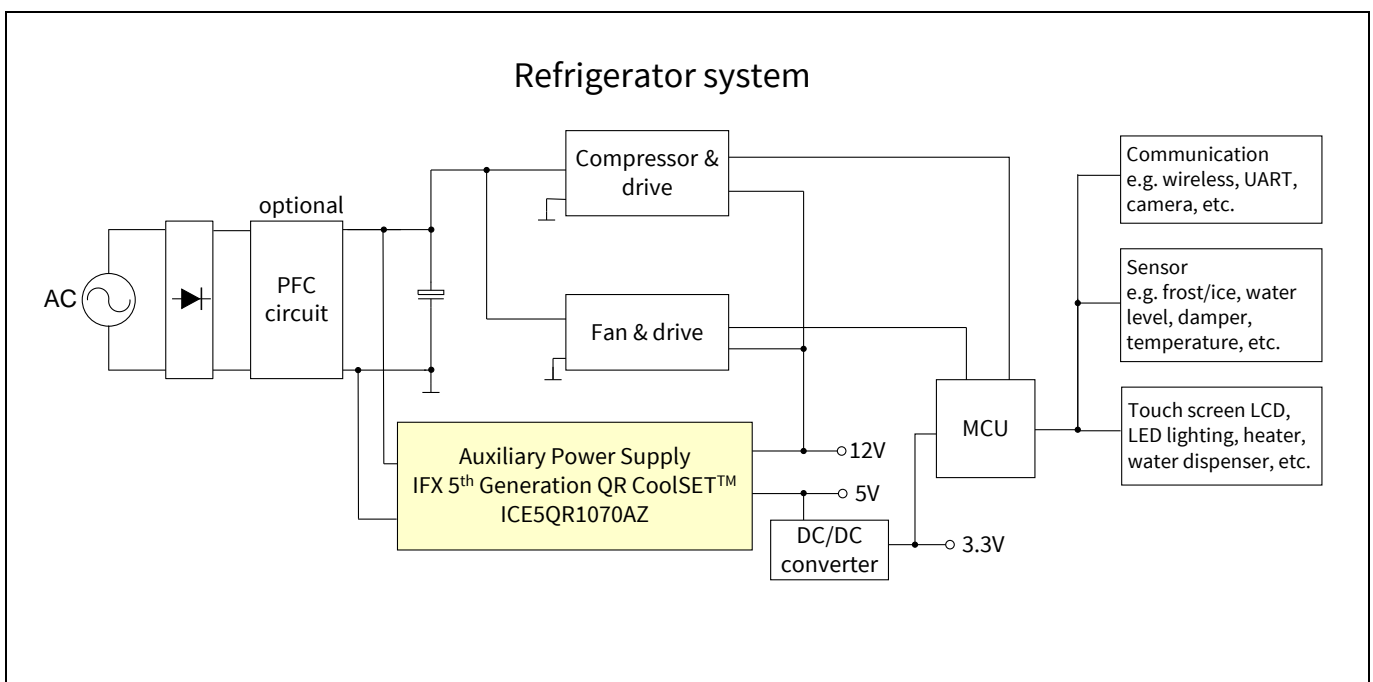 Refrigerator system
Compressor &
drive
Communication
e.g. wireless, UART,
camera, etc.
optional
AC
PFC
circuit
Sensor
e.g. frost/ice, water
level, damper,
temperature, etc.
Fan & drive
MCU
Touch screen LCD,
LED lighting, heater,
water dispenser, etc.
Auxiliary Power Supply
IFX 5th Generation QR CoolSET™
ICE5QR1070AZ
12V
5V
DC/DC
converter
3.3V